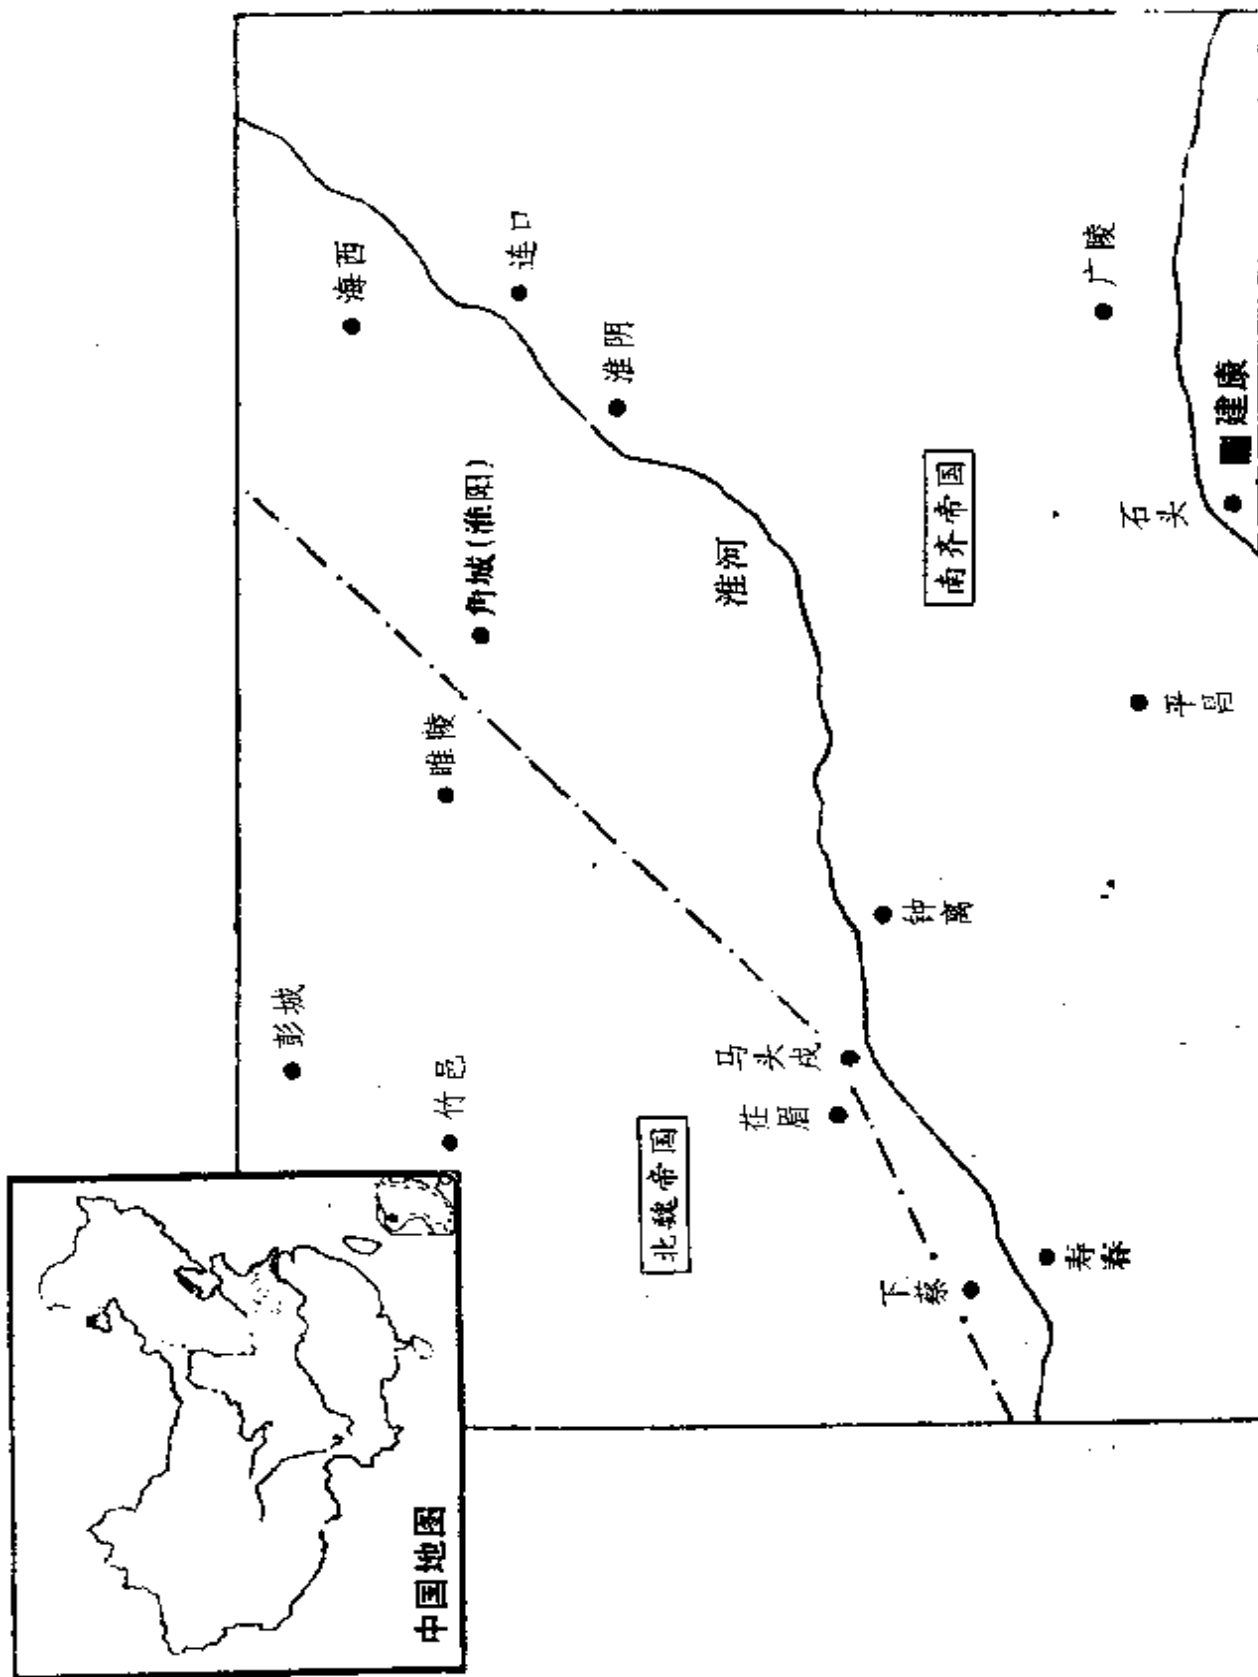 中国地图
彭城
竹邑
海西
连口
淮阴
角城(淮阳)
睢陵
淮河
北魏帝国
马头戍
荏眉
下蔡
寿春
钟离
南齐帝国
广陵
建康
石头
平昌